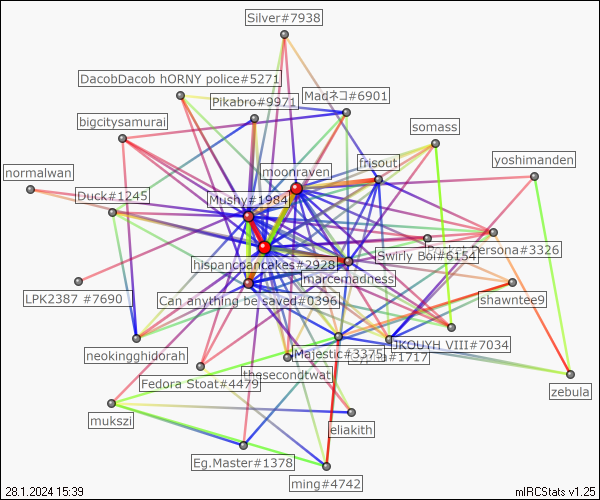 Silver#7938
DacobDacob hORNY police#5271
Pikabro#9971
Madネコ#6901
bigcitysamurai
somass
frisout
yoshimanden
moonraven
normalwan
Duck#1245
Mushy#1984
Persona#3326
Swirly Boi#6154
hispancpancakes#2928
marcemadness
LPK2387 #7690
Can anything be saved#0396
shawntee9
JKOUYH VIII#7034
neokingghidorah
Majestic#3375
#1717
thesecondtwat
Fedora Stoat#4479
zebula
mukszi
eliakith
Eg.Master#1378
ming#4742
28.1.2024 15:39
mIRCStats v1.25